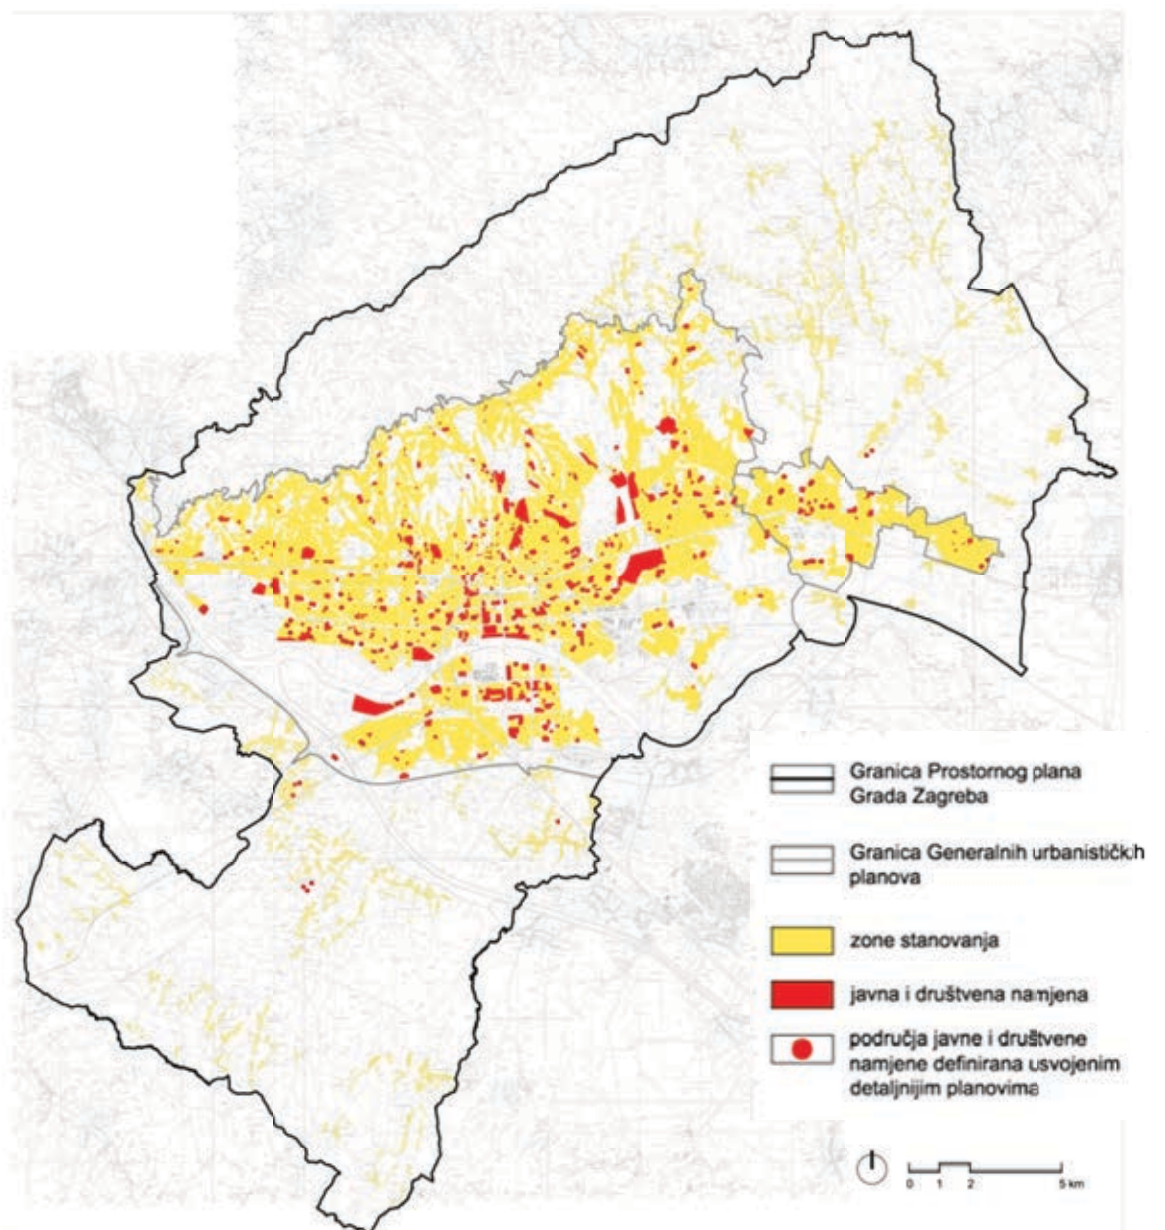 Granica Prostornog plana
Grada Zagreba
Granica Generalnih urbanističkih
planova
zone stanovanja
javna i društvena namjena
područja javne i društvene
namjene definirana usvojenim
detaljnijim planovima
0 1 2 5 km